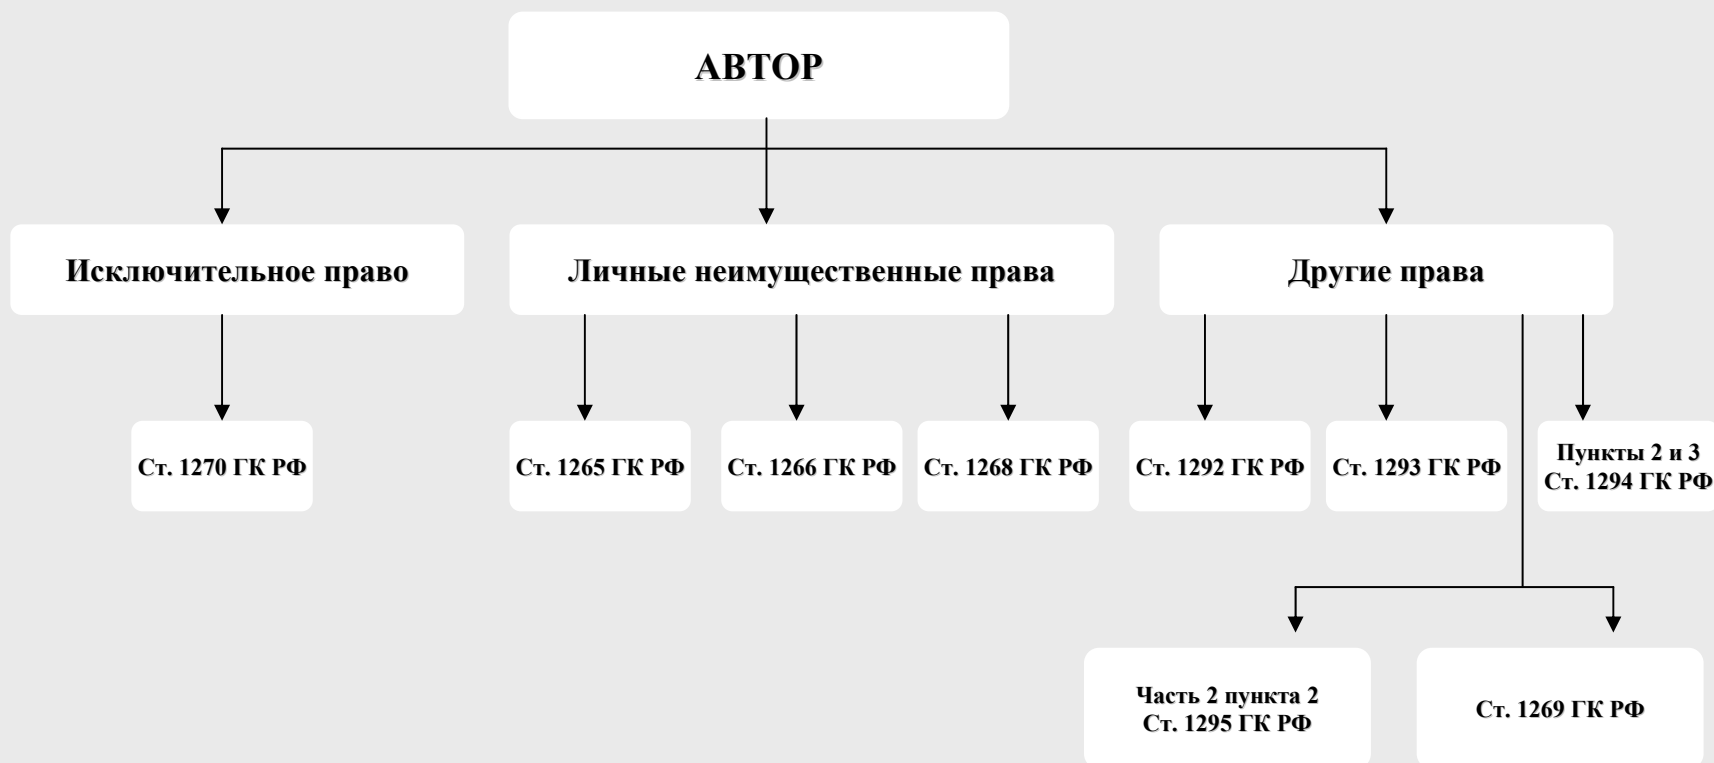 АВТОР
Исключительное право
Личные неимущественные права
Другие права
Ст. 1270 ГК РФ
Ст. 1265 ГК РФ
Ст. 1266 ГК РФ
Ст. 1268 ГК РФ
Ст. 1292 ГК РФ
Ст. 1293 ГК РФ
Пункты 2 и 3
Ст. 1294 ГК РФ
Часть 2 пункта 2
Ст. 1295 ГК РФ
Ст. 1269 ГК РФ